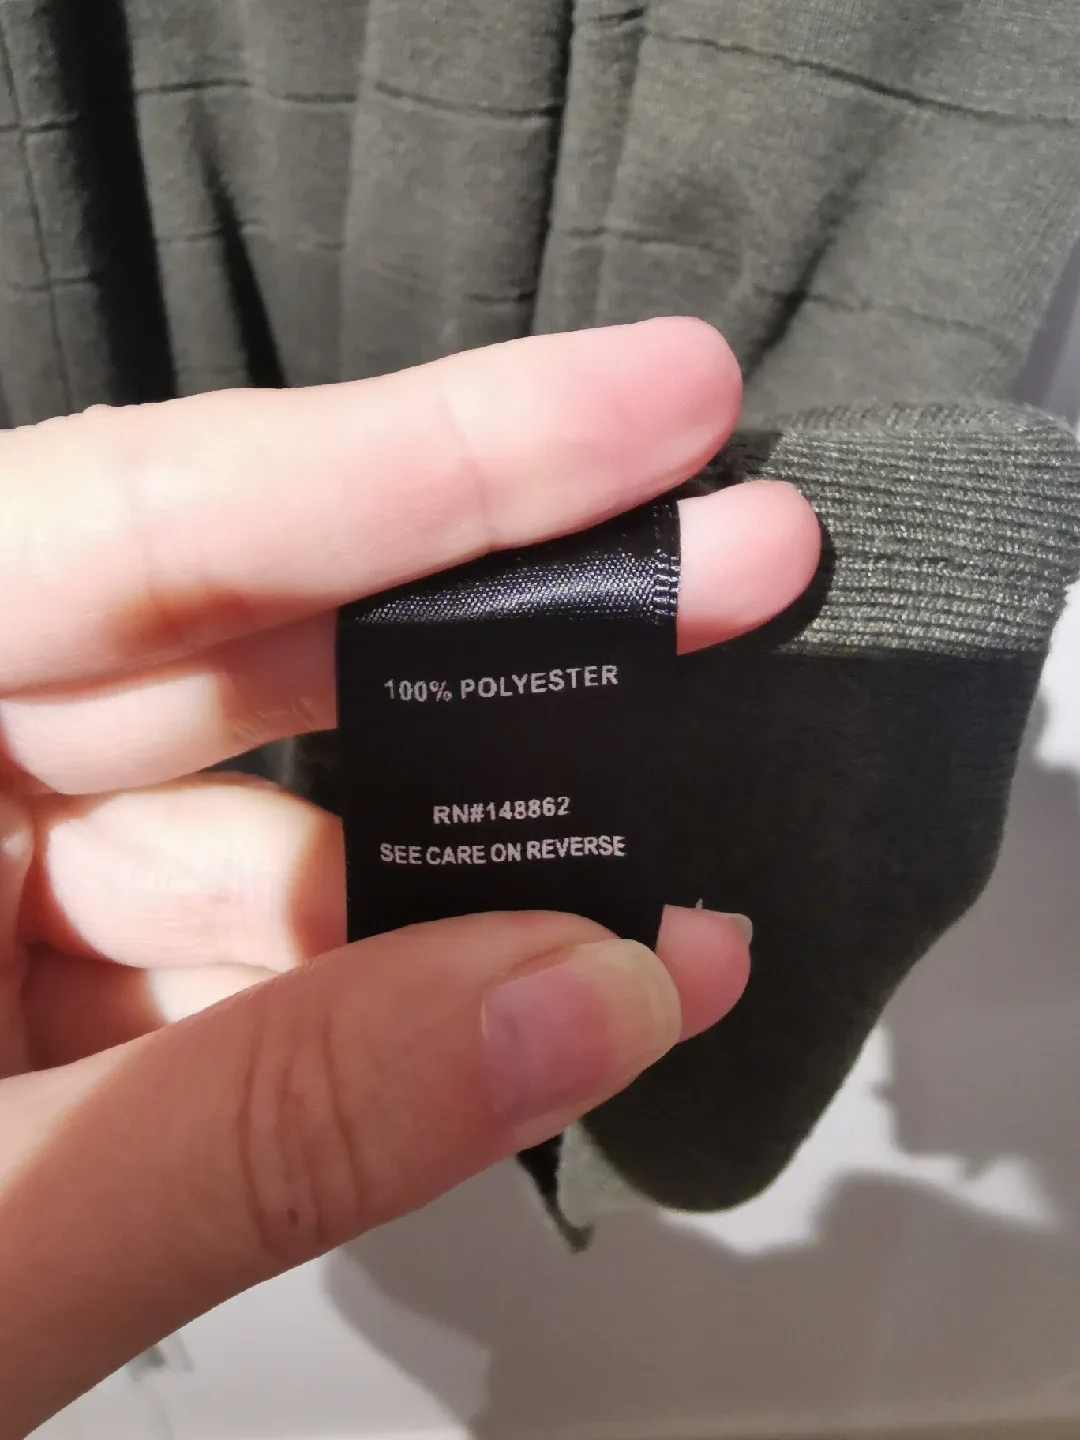 100% POLYESTER
RN#148862
SEE CARE ON REVERSE